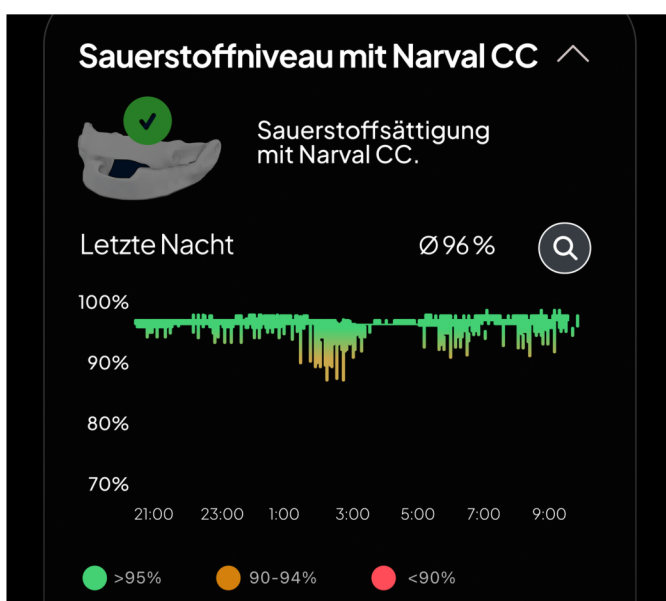 Sauerstoffniveau mit Narval CC
Sauerstoffsättigung
mit Narval CC.
Letzte Nacht
Ø 96 %
100%
90%
80%
70%
21:00 23:00 1:00 3:00 5:00 7:00 9:00
>95% 90-94% <90%